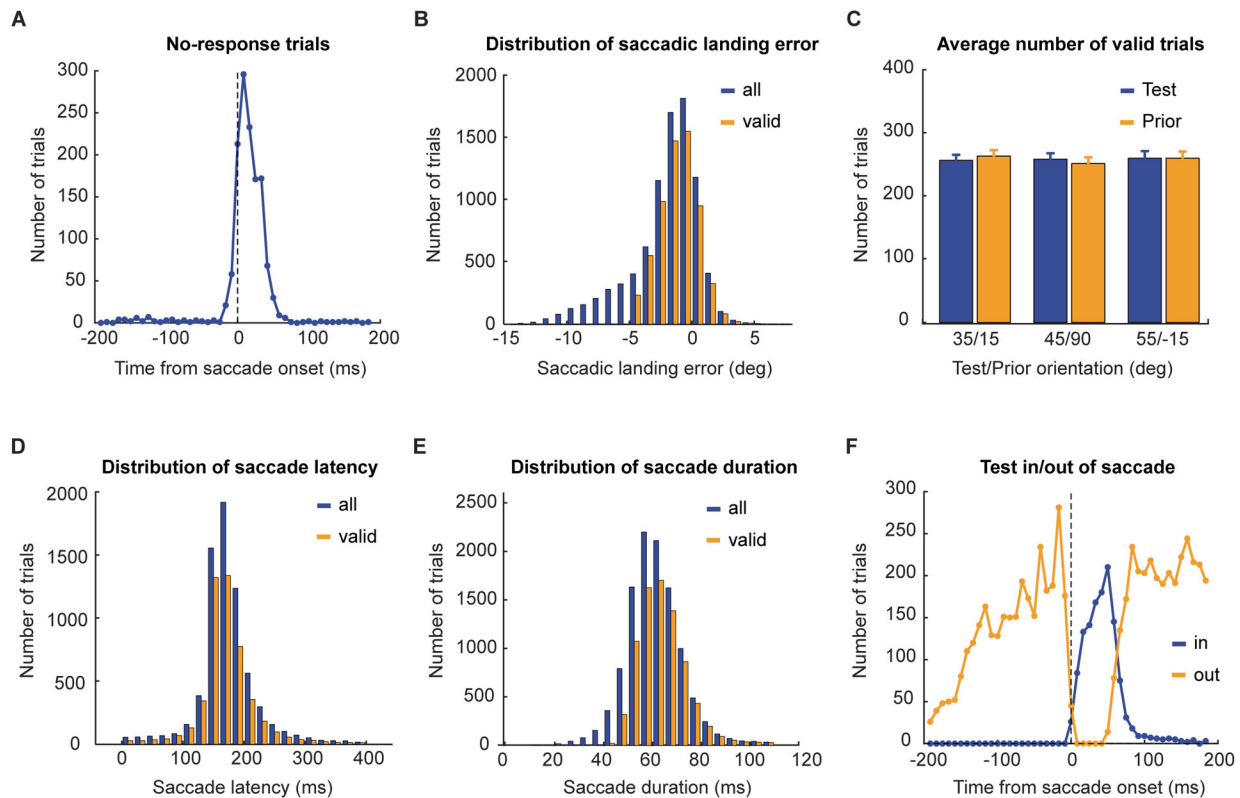 A
No-response trials
300
250
200
150
100
50
0
-200 -100 0 100 200
Number of trials
Time from saccade onset (ms)
B
Distribution of saccadic landing error
all
valid
2000
1500
1000
500
0
-15 -10 -5 0 5
Number of trials
Saccadic landing error (deg)
C
Average number of valid trials
Test
Prior
400
300
200
100
0
35/15 45/90 55/-15
Number of trials
Test/Prior orientation (deg)
D
Distribution of saccade latency
all
valid
2000
1500
1000
500
0
0 100 200 300 400
Number of trials
Saccade latency (ms)
E
Distribution of saccade duration
all
valid
2500
2000
1500
1000
500
0
0 20 40 60 80 100 120
Number of trials
Saccade duration (ms)
F
Test in/out of saccade
in
out
300
250
200
150
100
50
0
-200 -100 0 100 200
Number of trials
Time from saccade onset (ms)